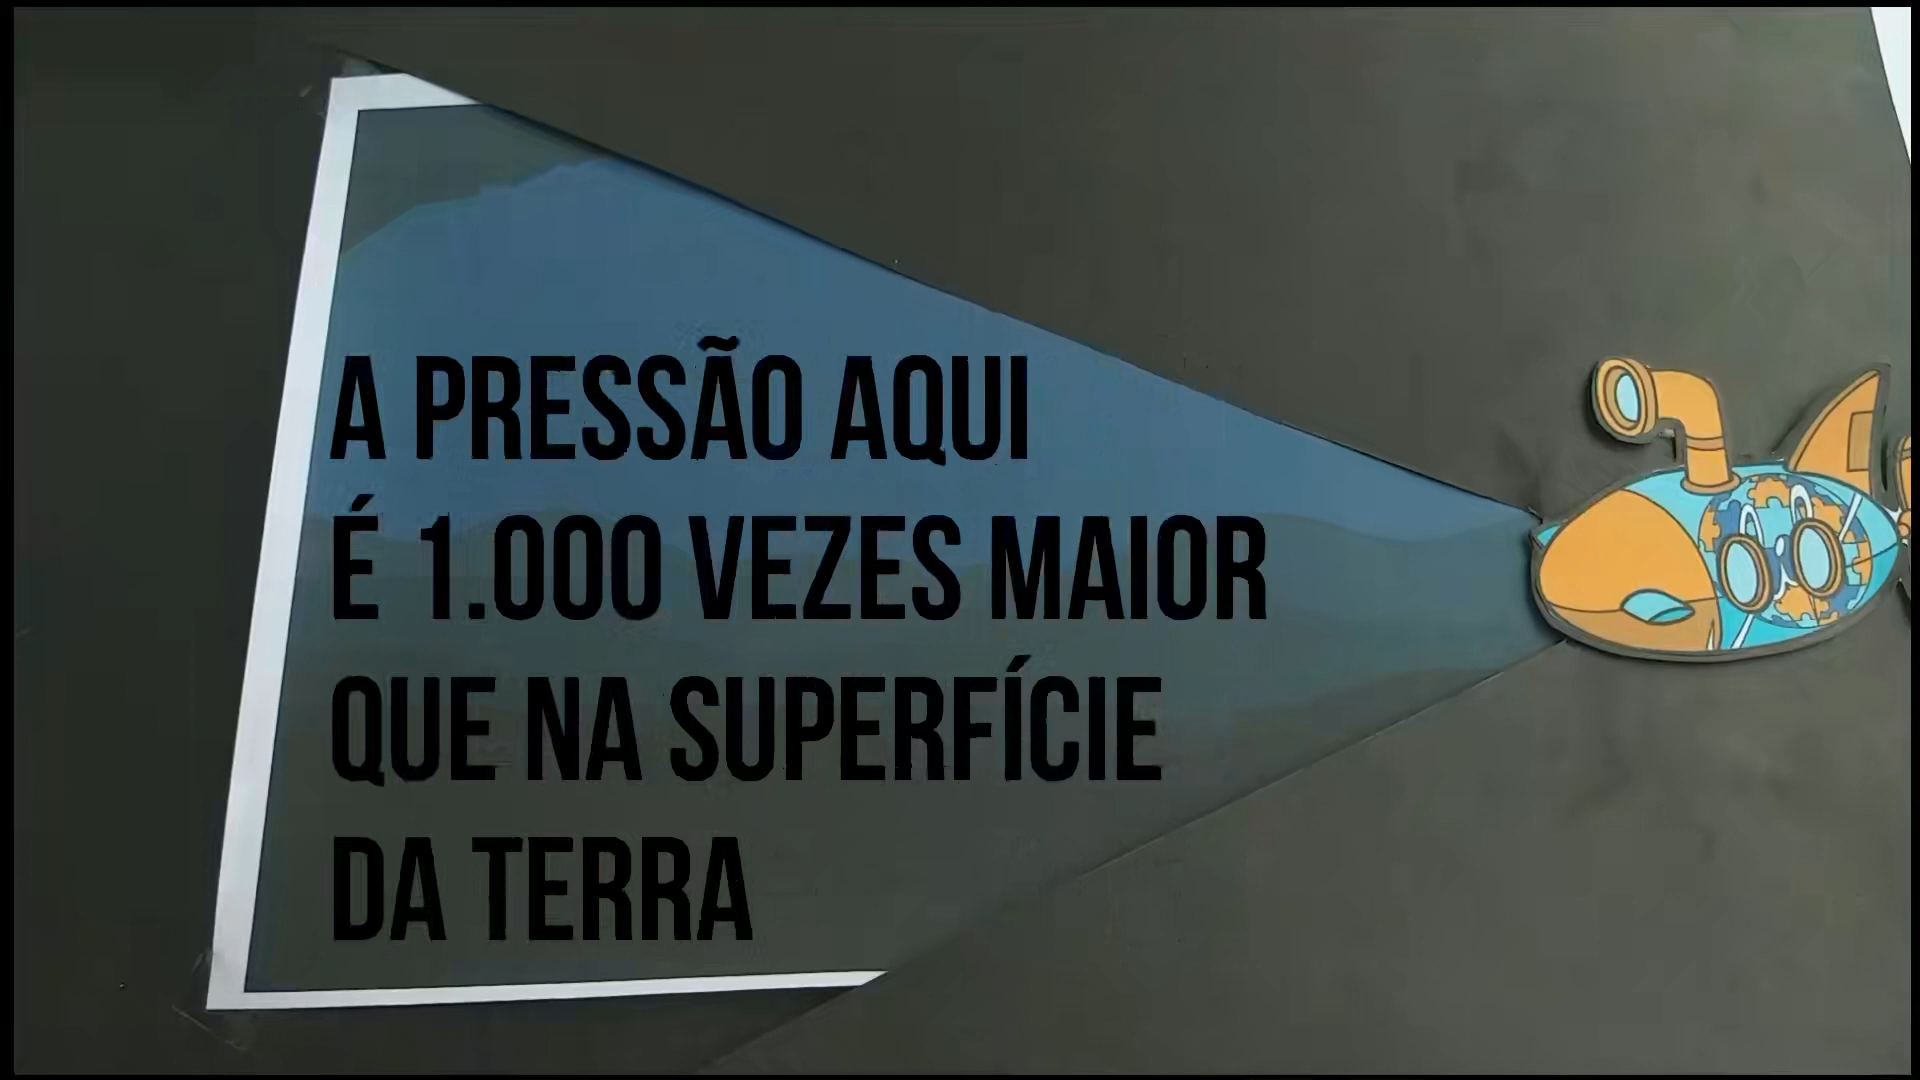 A PRESSÃO AQUI
É 1.000 VEZES MAIOR
QUE NA SUPERFÍCIE
DA TERRA